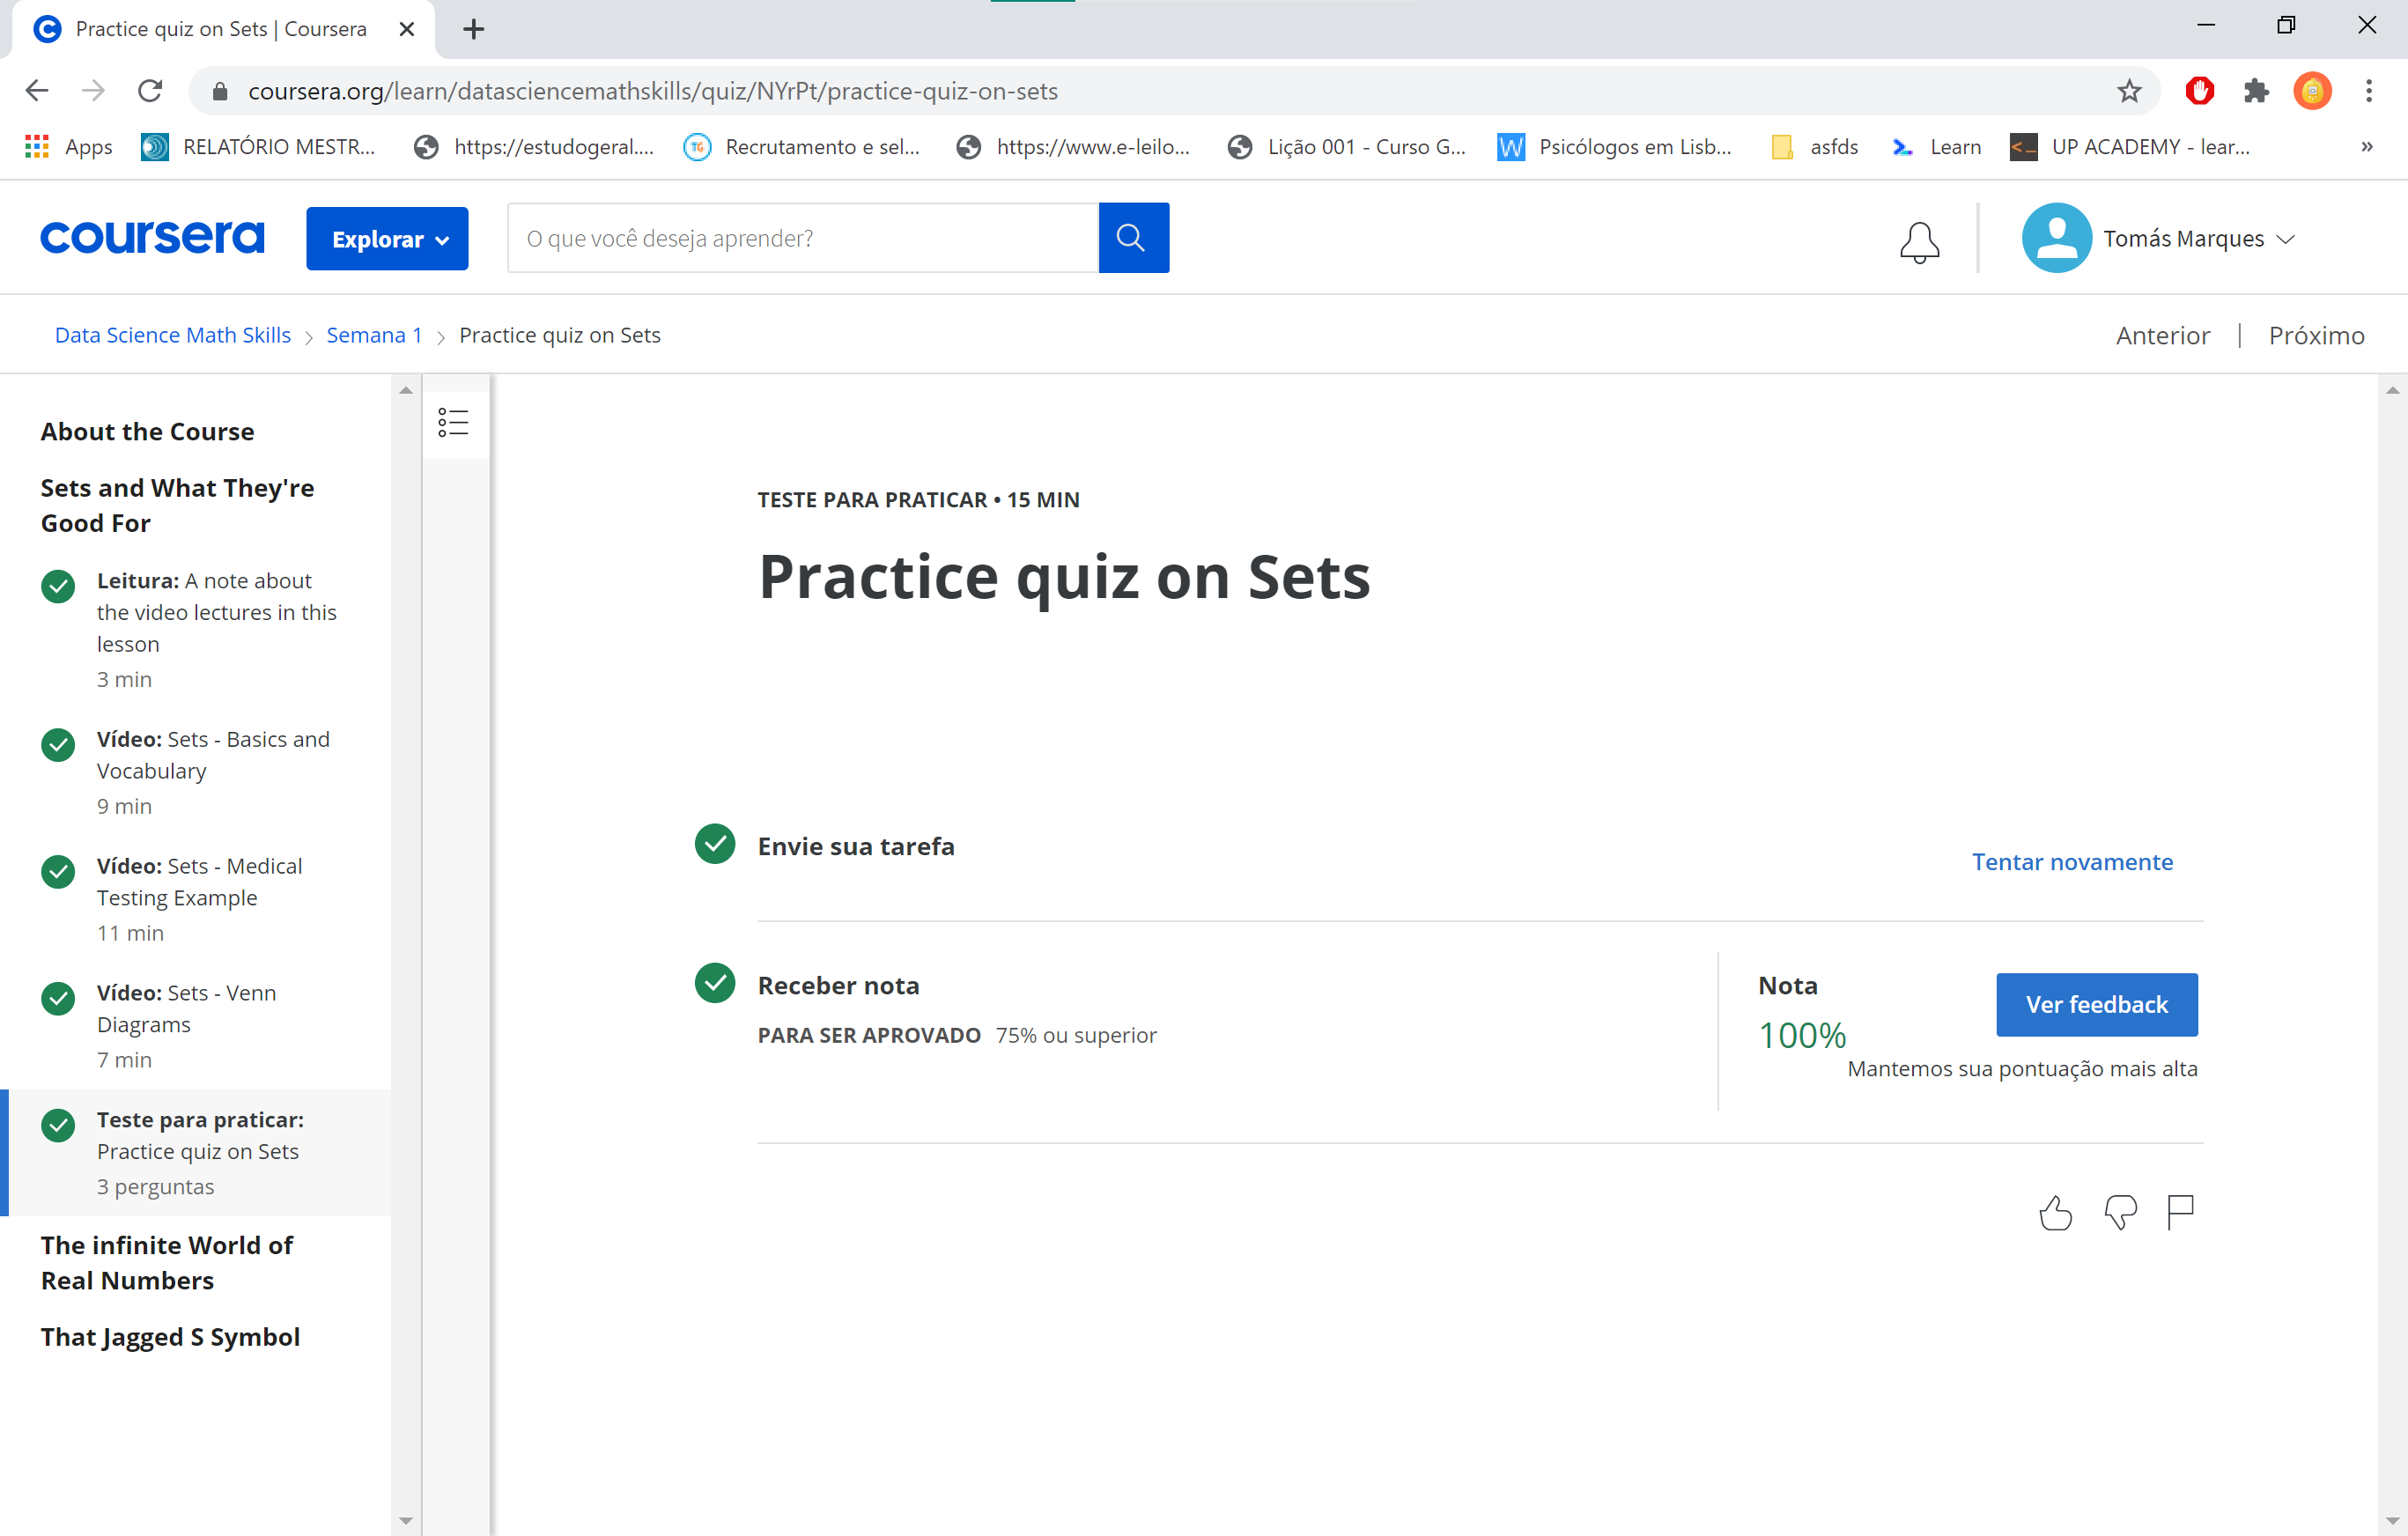 Practice quiz on Sets | Coursera
coursera.org/learn/datasciencemathskills/quiz/NYrPt/practice-quiz-on-sets
Apps
RELATÓRIO MESTR...
https://estudogeral....
TG
Recrutamento e sel...
https://www.e-leilo...
Lição 001 - Curso G...
W
Psicólogos em Lisb...
asfds
Learn
UP ACADEMY - lear...
»
coursera
Explorar
O que você deseja aprender?
Tomás Marques
Data Science Math Skills
Semana 1
Practice quiz on Sets
Anterior | Próximo
About the Course
Sets and What They're
Good For
Leitura: A note about
the video lectures in this
lesson
3 min
Vídeo: Sets - Basics and
Vocabulary
9 min
Vídeo: Sets - Medical
Testing Example
11 min
Vídeo: Sets - Venn
Diagrams
7 min
Teste para praticar:
Practice quiz on Sets
3 perguntas
The infinite World of
Real Numbers
That Jagged S Symbol
TESTE PARA PRATICAR • 15 MIN
Practice quiz on Sets
Envie sua tarefa
Tentar novamente
Receber nota
PARA SER APROVADO 75% ou superior
Nota
100%
Ver feedback
Mantemos sua pontuação mais alta